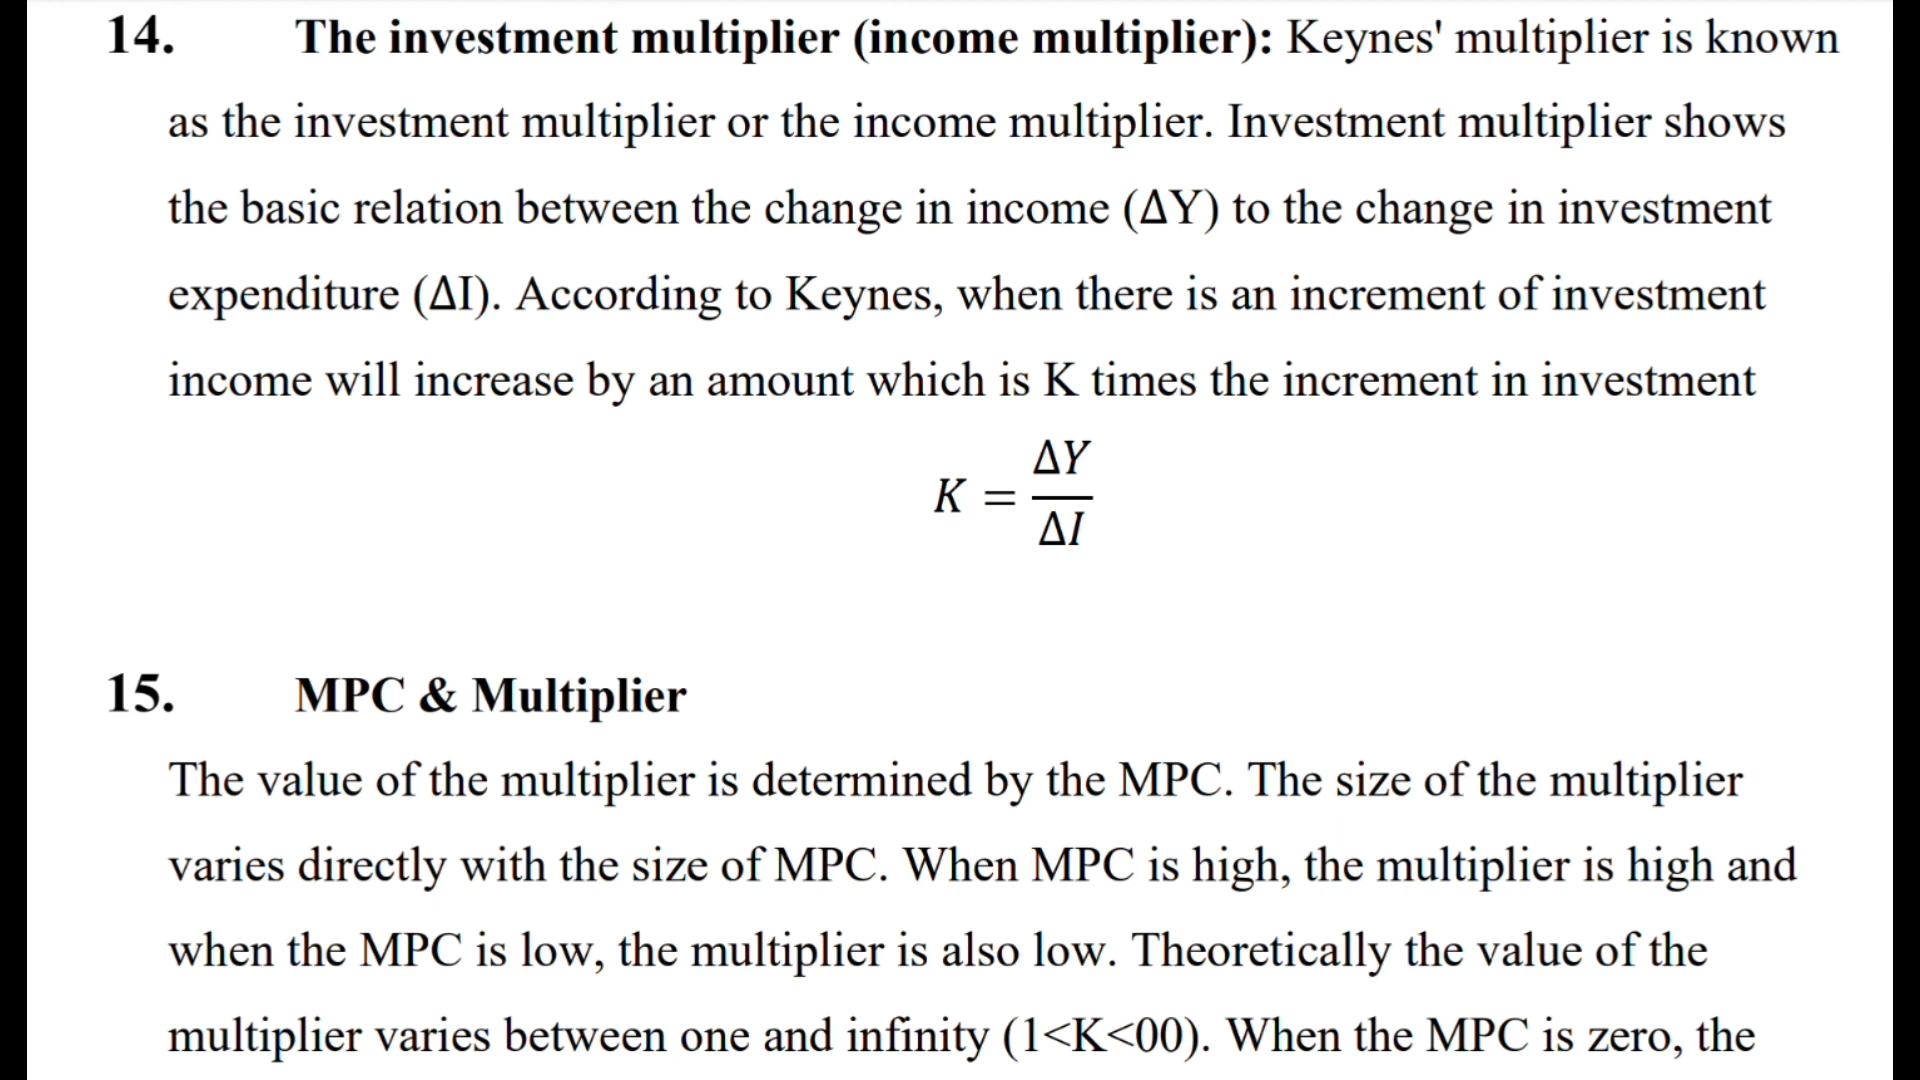 14. The investment multiplier (income multiplier): Keynes' multiplier is known
as the investment multiplier or the income multiplier. Investment multiplier shows
the basic relation between the change in income (ΔY) to the change in investment
expenditure (ΔI). According to Keynes, when there is an increment of investment
income will increase by an amount which is K times the increment in investment
K = ΔY/ΔI
15. MPC & Multiplier
The value of the multiplier is determined by the MPC. The size of the multiplier
varies directly with the size of MPC. When MPC is high, the multiplier is high and
when the MPC is low, the multiplier is also low. Theoretically the value of the
multiplier varies between one and infinity (1<K<00). When the MPC is zero, the